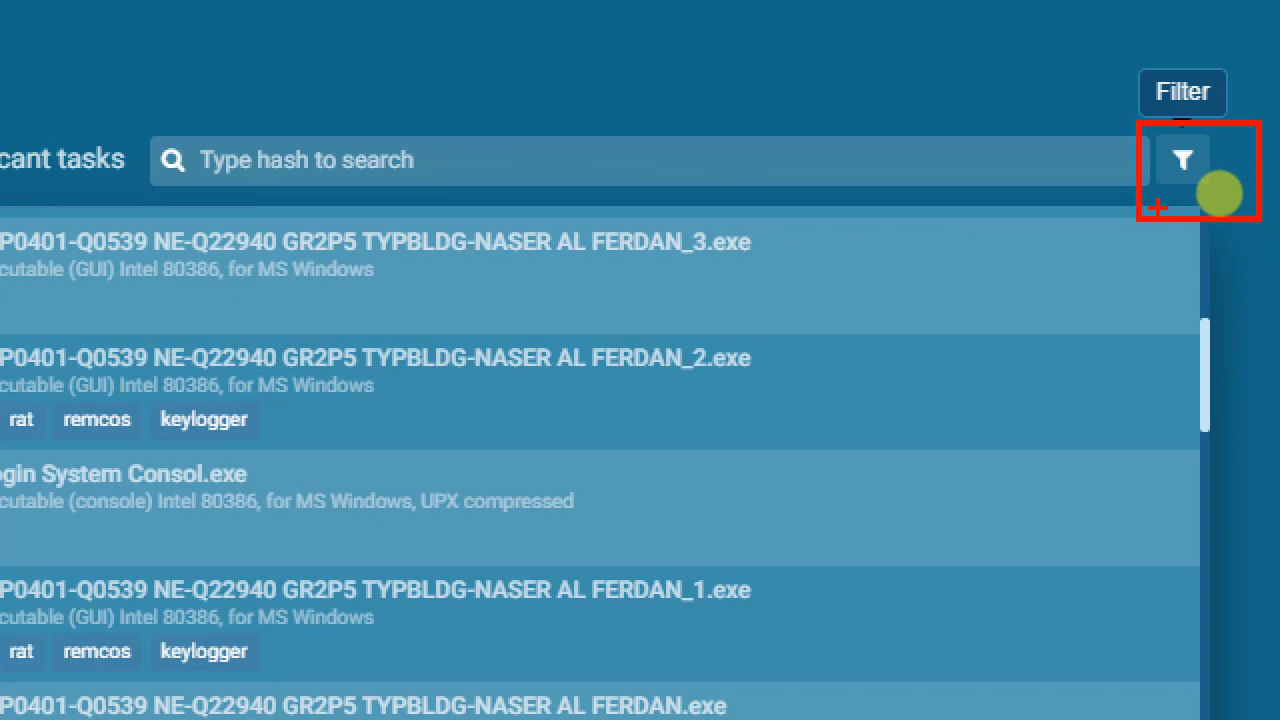 Filter
cant tasks
Type hash to search
P0401-Q0539 NE-Q22940 GR2P5 TYPBLDG-NASER AL FERDAN_3.exe
cutable (GUI) Intel 80386, for MS Windows
P0401-Q0539 NE-Q22940 GR2P5 TYPBLDG-NASER AL FERDAN_2.exe
cutable (GUI) Intel 80386, for MS Windows
rat remcos keylogger
gin System Consol.exe
cutable (console) Intel 80386, for MS Windows, UPX compressed
P0401-Q0539 NE-Q22940 GR2P5 TYPBLDG-NASER AL FERDAN_1.exe
cutable (GUI) Intel 80386, for MS Windows
rat remcos keylogger
P0401-Q0539 NE-Q22940 GR2P5 TYPBLDG-NASER AL FERDAN.exe